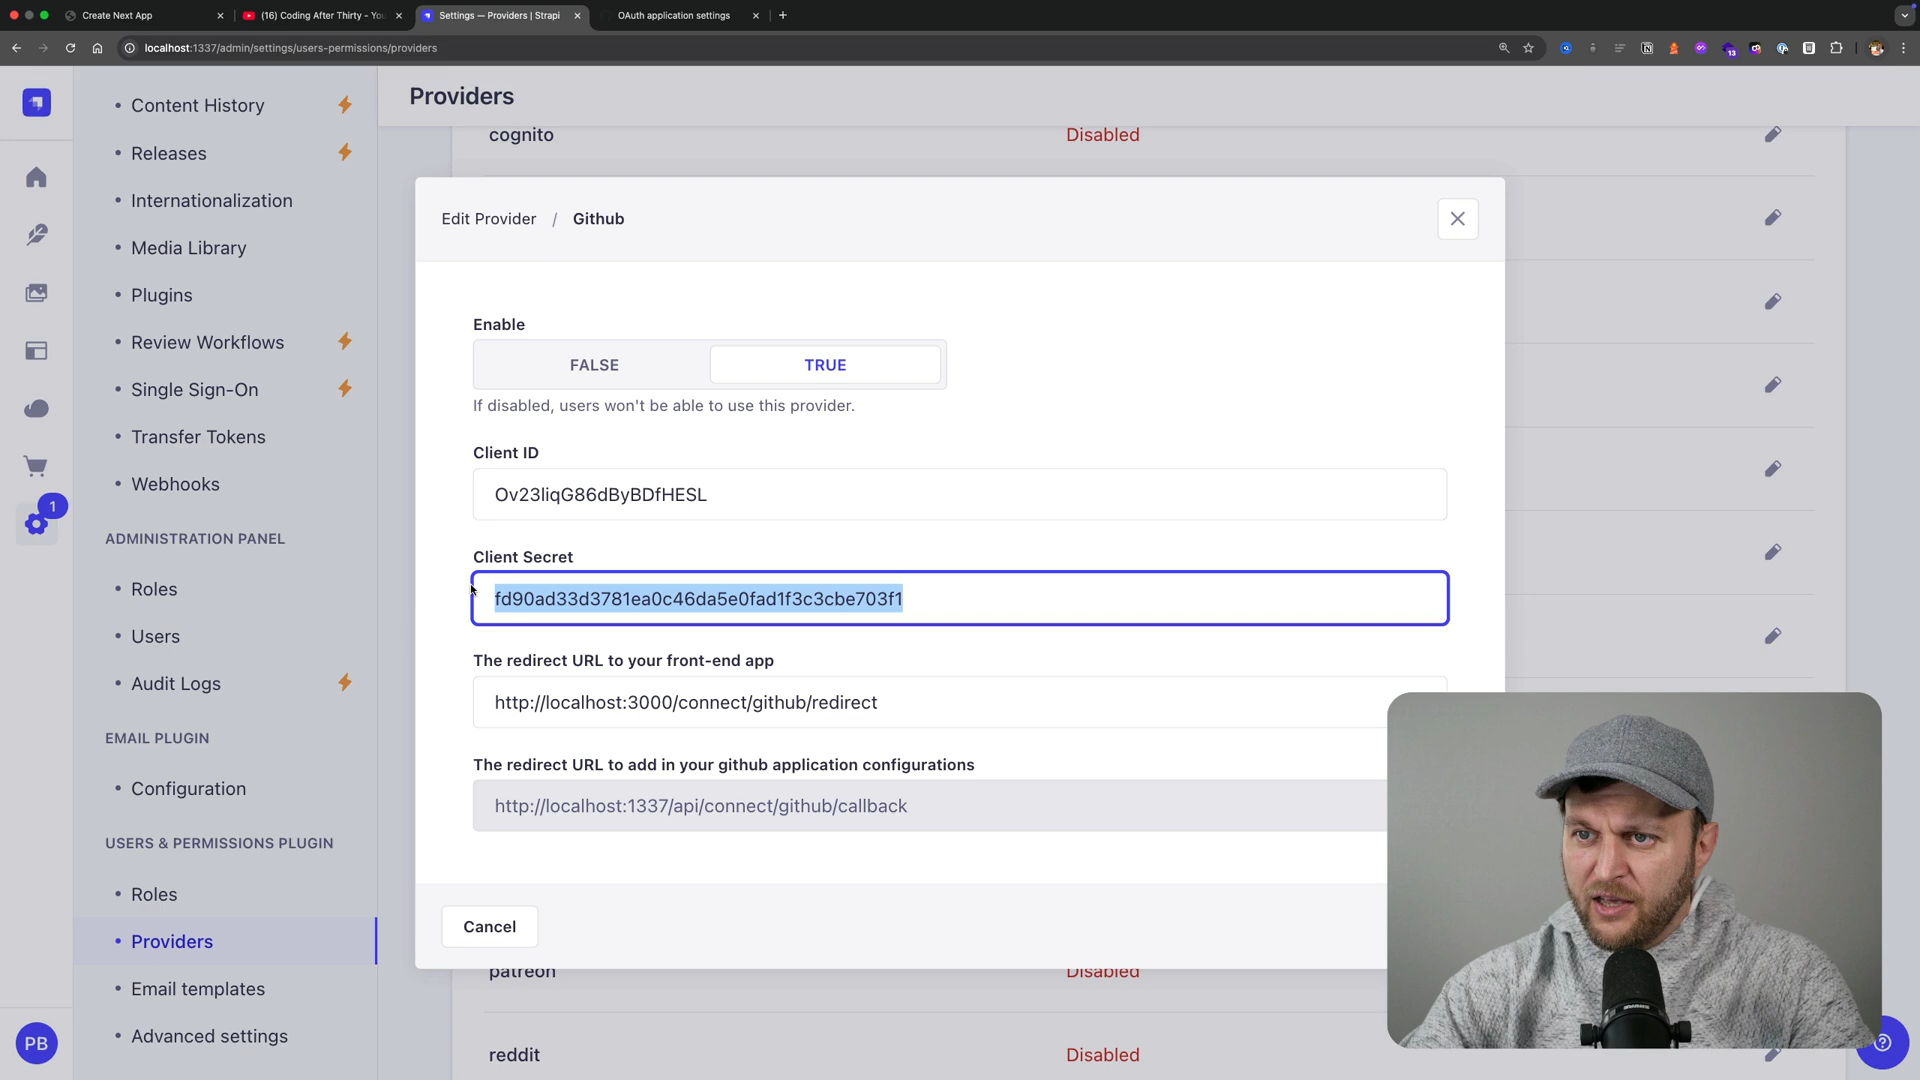 Create Next App
(16) Coding After Thirty - You
Settings — Providers | Strapi
OAuth application settings
localhost:1337/admin/settings/users-permissions/providers
13
Content History
Releases
Internationalization
Media Library
Plugins
Review Workflows
Single Sign-On
Transfer Tokens
Webhooks
1
ADMINISTRATION PANEL
Roles
Users
Audit Logs
EMAIL PLUGIN
Configuration
USERS & PERMISSIONS PLUGIN
Roles
Providers
Email templates
Advanced settings
PB
Providers
cognito Disabled
Edit Provider / Github
Enable
FALSE TRUE
If disabled, users won't be able to use this provider.
Client ID
Ov23liqG86dByBDfHESL
Client Secret
fd90ad33d3781ea0c46da5e0fad1f3c3cbe703f1
The redirect URL to your front-end app
http://localhost:3000/connect/github/redirect
The redirect URL to add in your github application configurations
http://localhost:1337/api/connect/github/callback
Cancel
patreon Disabled
reddit Disabled